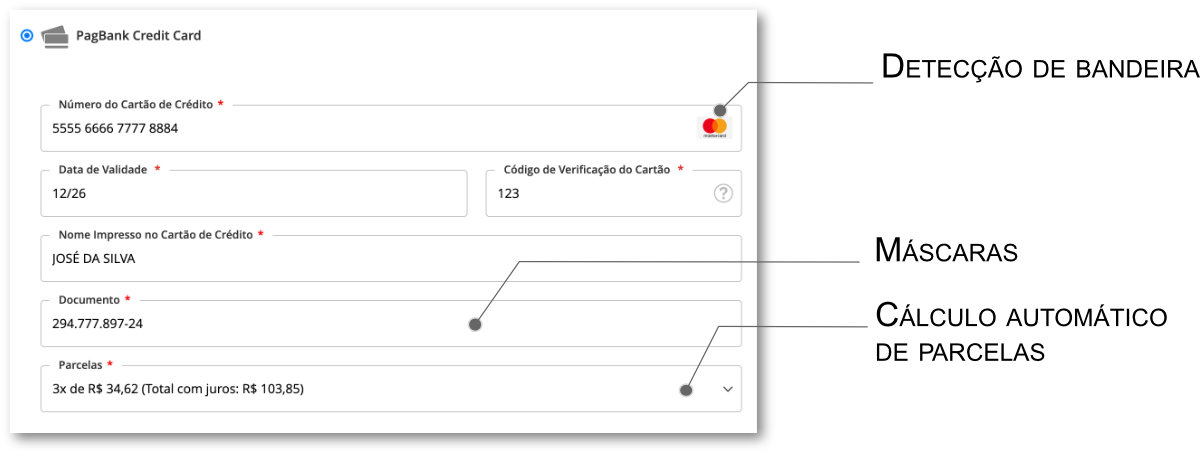 PagBank Credit Card
DETECÇÃO DE BANDEIRA
Número do Cartão de Crédito *
5555 6666 7777 8884
mastercard
Data de Validade *
Código de Verificação do Cartão *
12/26
123
?
Nome Impresso no Cartão de Crédito *
JOSÉ DA SILVA
MÁSCARAS
Documento *
294.777.897-24
CÁLCULO AUTOMÁTICO
DE PARCELAS
Parcelas *
3x de R$ 34,62 (Total com juros: R$ 103,85)